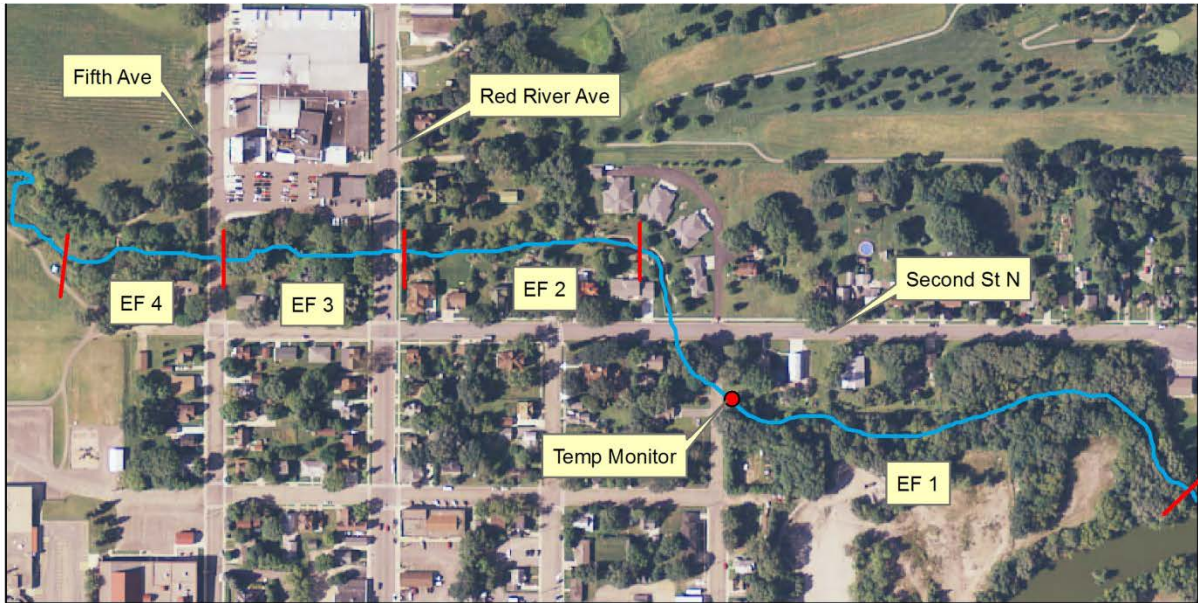 Fifth Ave
Red River Ave
Second St N
EF 4
EF 3
EF 2
Temp Monitor
EF 1